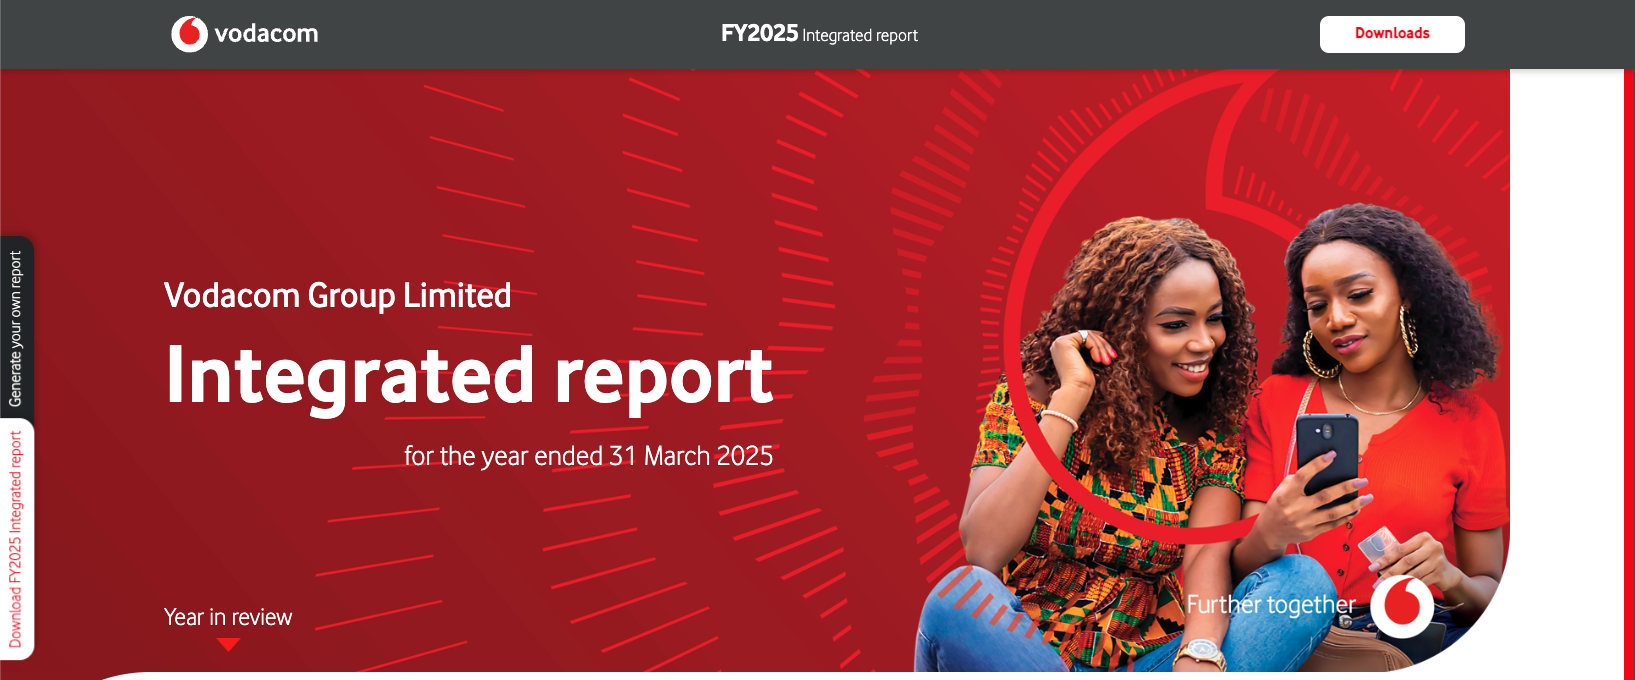 vodacom
FY2025 Integrated report
Downloads
Generate your own report
Download FY2025 Integrated report
Vodacom Group Limited
Integrated report
for the year ended 31 March 2025
Year in review
Further together